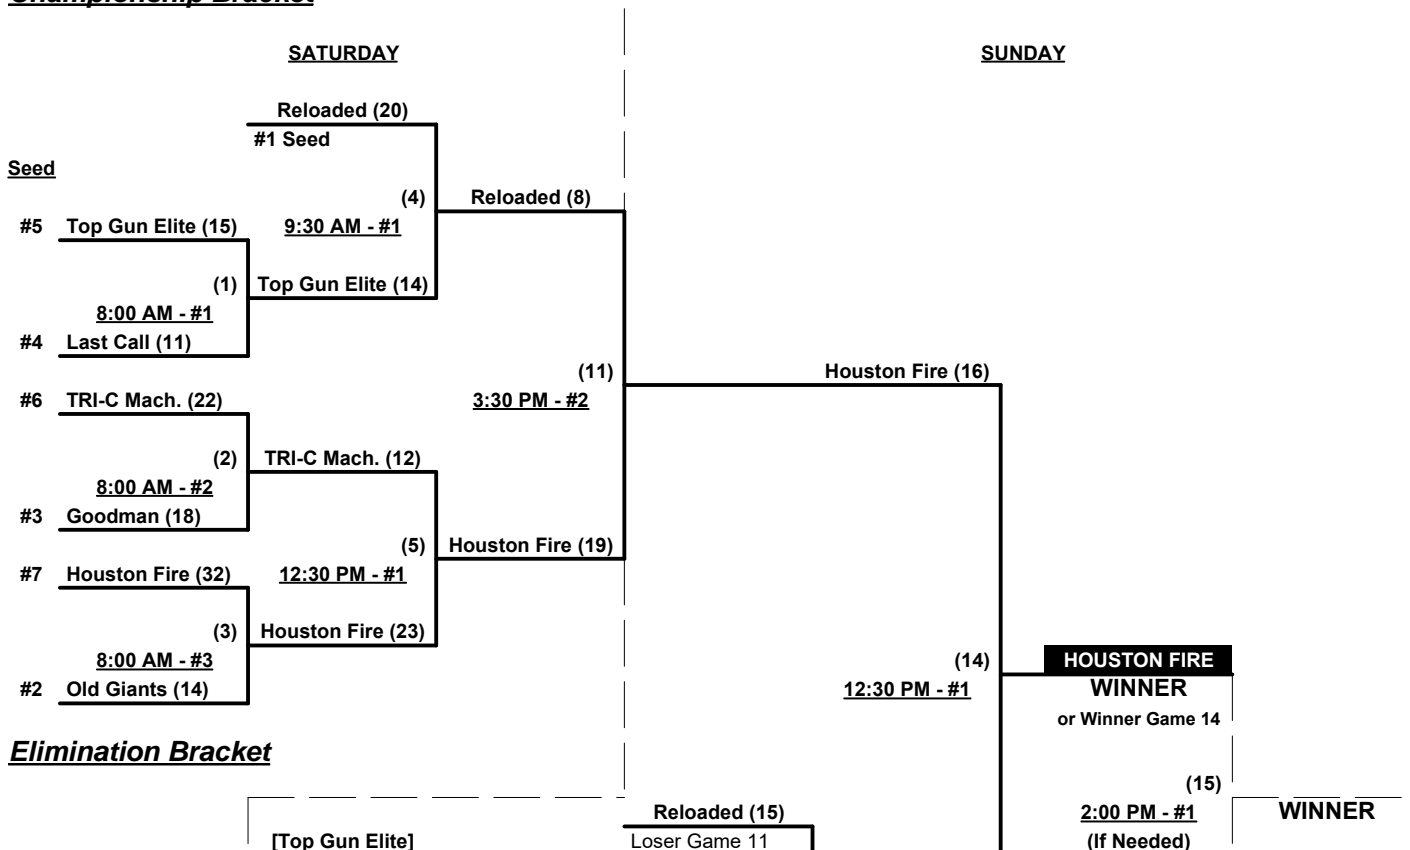 Championship Bracket
SATURDAY
SUNDAY
Reloaded (20)
#1 Seed
Seed
(4)
Reloaded (8)
#5 Top Gun Elite (15)
9:30 AM - #1
(1)
Top Gun Elite (14)
8:00 AM - #1
#4 Last Call (11)
(11)
Houston Fire (16)
#6 TRI-C Mach. (22)
3:30 PM - #2
(2)
TRI-C Mach. (12)
8:00 AM - #2
#3 Goodman (18)
(5)
Houston Fire (19)
#7 Houston Fire (32)
12:30 PM - #1
(3)
Houston Fire (23)
8:00 AM - #3
(14)
HOUSTON FIRE
#2 Old Giants (14)
12:30 PM - #1
WINNER
or Winner Game 14
Elimination Bracket
(15)
Reloaded (15)
2:00 PM - #1
WINNER
[Top Gun Elite]
Loser Game 11
(If Needed)